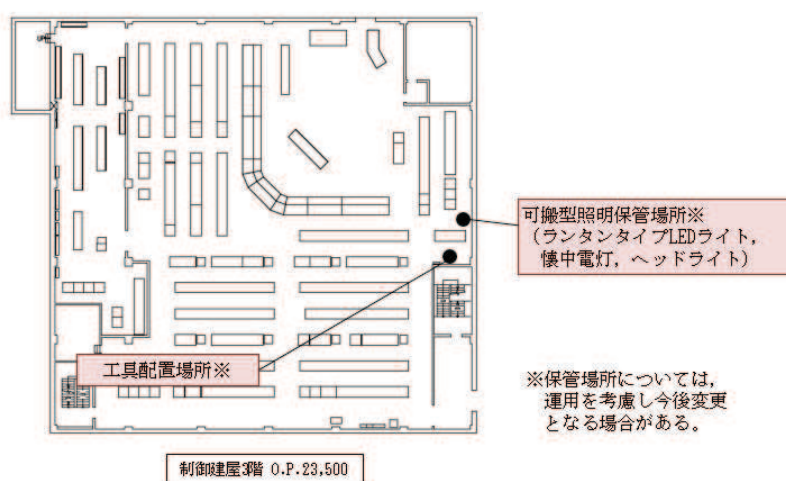 可搬型照明保管場所※
（ランタンタイプLEDライト，
懐中電灯，ヘッドライト）
工具配置場所※
※保管場所については，
運用を考慮し今後変更
となる場合がある。
制御建屋3階 O.P.23,500